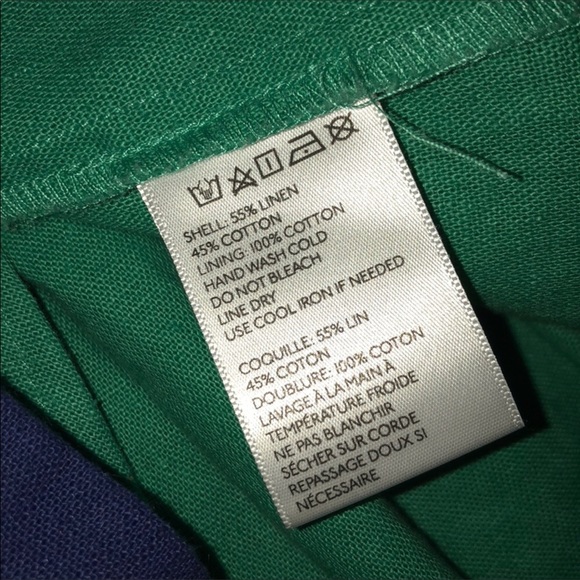 SHELL: 55% LINEN
45% COTTON
LINING: 100% COTTON
HAND WASH COLD
DO NOT BLEACH
LINE DRY
USE COOL IRON IF NEEDED
COQUILLE: 55% LIN
45% COTON
DOUBLURE: 100% COTON
LAVAGE À LA MAIN À
TEMPÉRATURE FROIDE
NE PAS BLANCHIR
SÉCHER SUR CORDE
REPASSAGE DOUX SI
NÉCESSAIRE